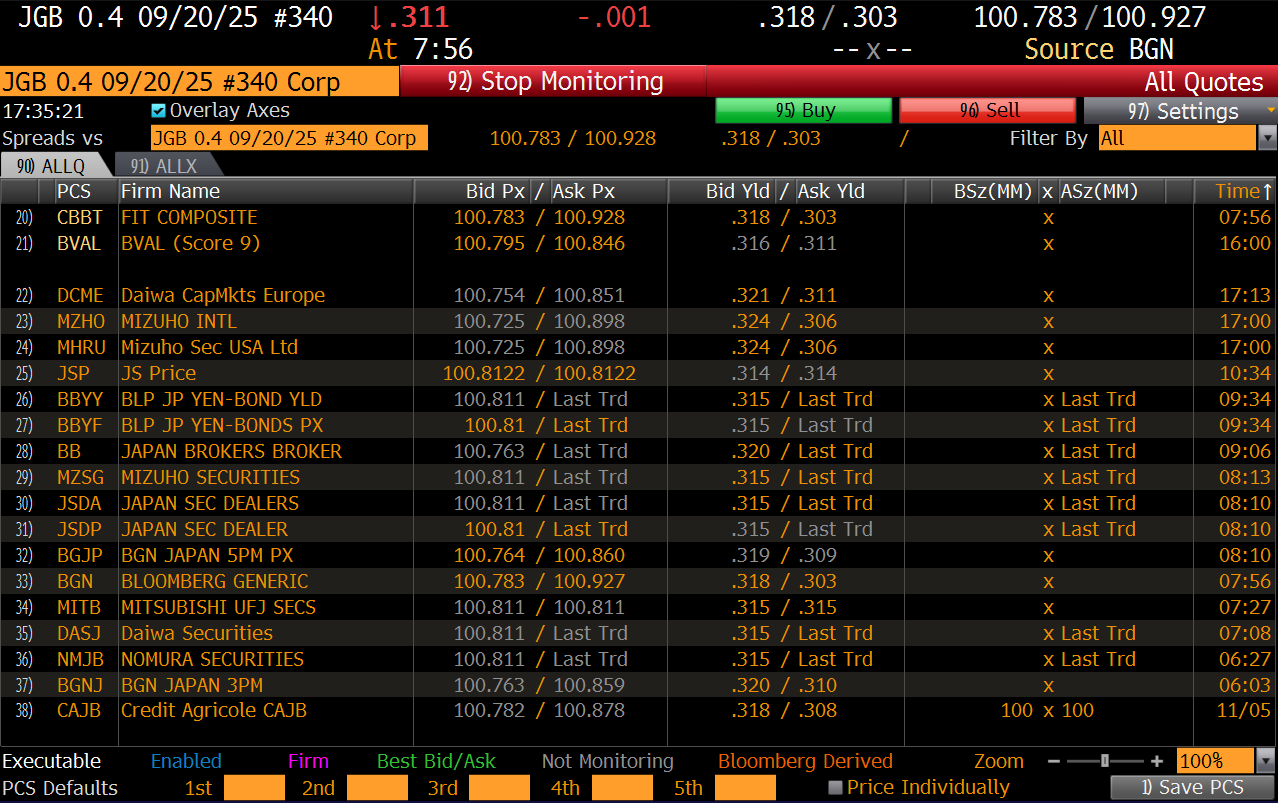 JGB 0.4 09/20/25 #340 ↓.311 -.001 .318/.303 100.783/100.927
At 7:56 --x-- Source BGN
JGB 0.4 09/20/25 #340 Corp 92) Stop Monitoring All Quotes
17:35:21 Overlay Axes 95) Buy 96) Sell 97) Settings
Spreads vs JGB 0.4 09/20/25 #340 Corp 100.783 / 100.928 .318 / .303 / Filter By All
90) ALLQ 91) ALLX
PCS Firm Name Bid Px / Ask Px Bid Yld / Ask Yld BSz(MM) x ASz(MM) Time↑
20) CBBT FIT COMPOSITE 100.783 / 100.928 .318 / .303 x 07:56
21) BVAL BVAL (Score 9) 100.795 / 100.846 .316 / .311 x 16:00
22) DCME Daiwa CapMkts Europe 100.754 / 100.851 .321 / .311 x 17:13
23) MZHO MIZUHO INTL 100.725 / 100.898 .324 / .306 x 17:00
24) MHRU Mizuho Sec USA Ltd 100.725 / 100.898 .324 / .306 x 17:00
25) JSP JS Price 100.8122 / 100.8122 .314 / .314 x 10:34
26) BBYY BLP JP YEN-BOND YLD 100.811 / Last Trd .315 / Last Trd x Last Trd 09:34
27) BBYF BLP JP YEN-BONDS PX 100.81 / Last Trd .315 / Last Trd x Last Trd 09:34
28) BB JAPAN BROKERS BROKER 100.763 / Last Trd .320 / Last Trd x Last Trd 09:06
29) MZSG MIZUHO SECURITIES 100.811 / Last Trd .315 / Last Trd x Last Trd 08:13
30) JSDA JAPAN SEC DEALERS 100.811 / Last Trd .315 / Last Trd x Last Trd 08:10
31) JSDP JAPAN SEC DEALER 100.81 / Last Trd .315 / Last Trd x Last Trd 08:10
32) BGJP BGN JAPAN 5PM PX 100.764 / 100.860 .319 / .309 x 08:10
33) BGN BLOOMBERG GENERIC 100.783 / 100.927 .318 / .303 x 07:56
34) MITB MITSUBISHI UFJ SECS 100.811 / 100.811 .315 / .315 x 07:27
35) DASJ Daiwa Securities 100.811 / Last Trd .315 / Last Trd x Last Trd 07:08
36) NMJB NOMURA SECURITIES 100.811 / Last Trd .315 / Last Trd x Last Trd 06:27
37) BGNJ BGN JAPAN 3PM 100.763 / 100.859 .320 / .310 x 06:03
38) CAJB Credit Agricole CAJB 100.782 / 100.878 .318 / .308 100 x 100 11/05
Executable Enabled Firm Best Bid/Ask Not Monitoring Bloomberg Derived Zoom - + 100%
PCS Defaults 1st 2nd 3rd 4th 5th Price Individually 1) Save PCS